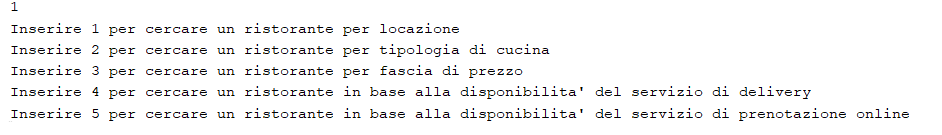 1
Inserire 1 per cercare un ristorante per locazione
Inserire 2 per cercare un ristorante per tipologia di cucina
Inserire 3 per cercare un ristorante per fascia di prezzo
Inserire 4 per cercare un ristorante in base alla disponibilita' del servizio di delivery
Inserire 5 per cercare un ristorante in base alla disponibilita' del servizio di prenotazione online